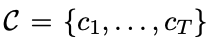 𝒞 = {c₁, . . . , c_T}